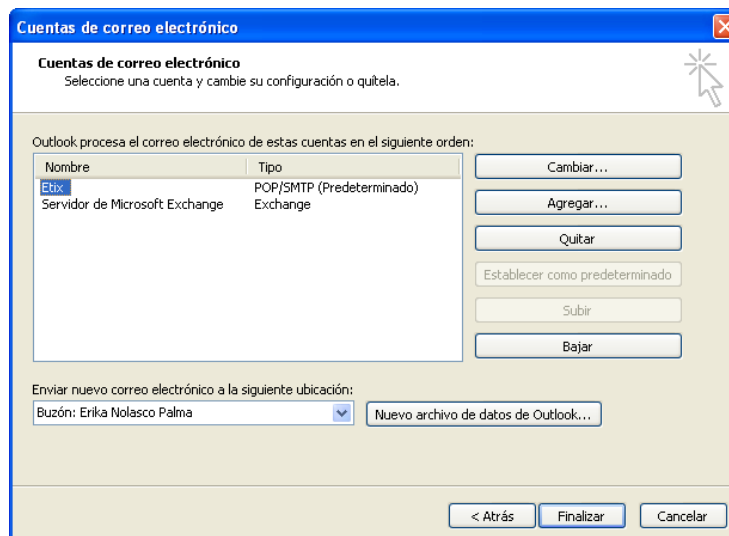 Cuentas de correo electrónico
Cuentas de correo electrónico
Seleccione una cuenta y cambie su configuración o quítela.
Outlook procesa el correo electrónico de estas cuentas en el siguiente orden:
Nombre Tipo
Etix POP/SMTP (Predeterminado)
Servidor de Microsoft Exchange Exchange
Cambiar...
Agregar...
Quitar
Establecer como predeterminado
Subir
Bajar
Enviar nuevo correo electrónico a la siguiente ubicación:
Buzón: Erika Nolasco Palma Nuevo archivo de datos de Outlook...
< Atrás Finalizar Cancelar